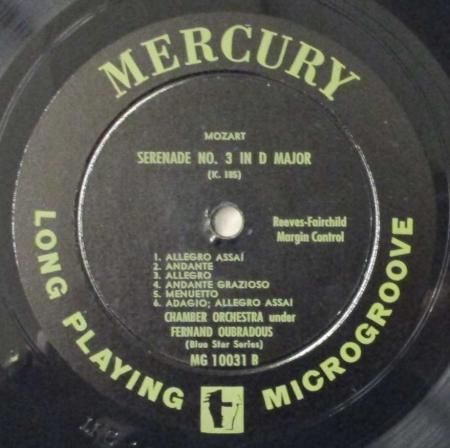 MERCURY
MOZART
SERENADE NO. 3 IN D MAJOR
(K. 185)
Reeves-Fairchild
Margin Control
1. ALLEGRO ASSAÍ
2. ANDANTE
3. ALLEGRO
4. ANDANTE GRAZIOSO
5. MENUETTO
6. ADAGIO; ALLEGRO ASSAI
CHAMBER ORCHESTRA under
FERNAND OUBRADOUS
(Blue Star Series)
MG 10031 B
LONG PLAYING MICROGROOVE